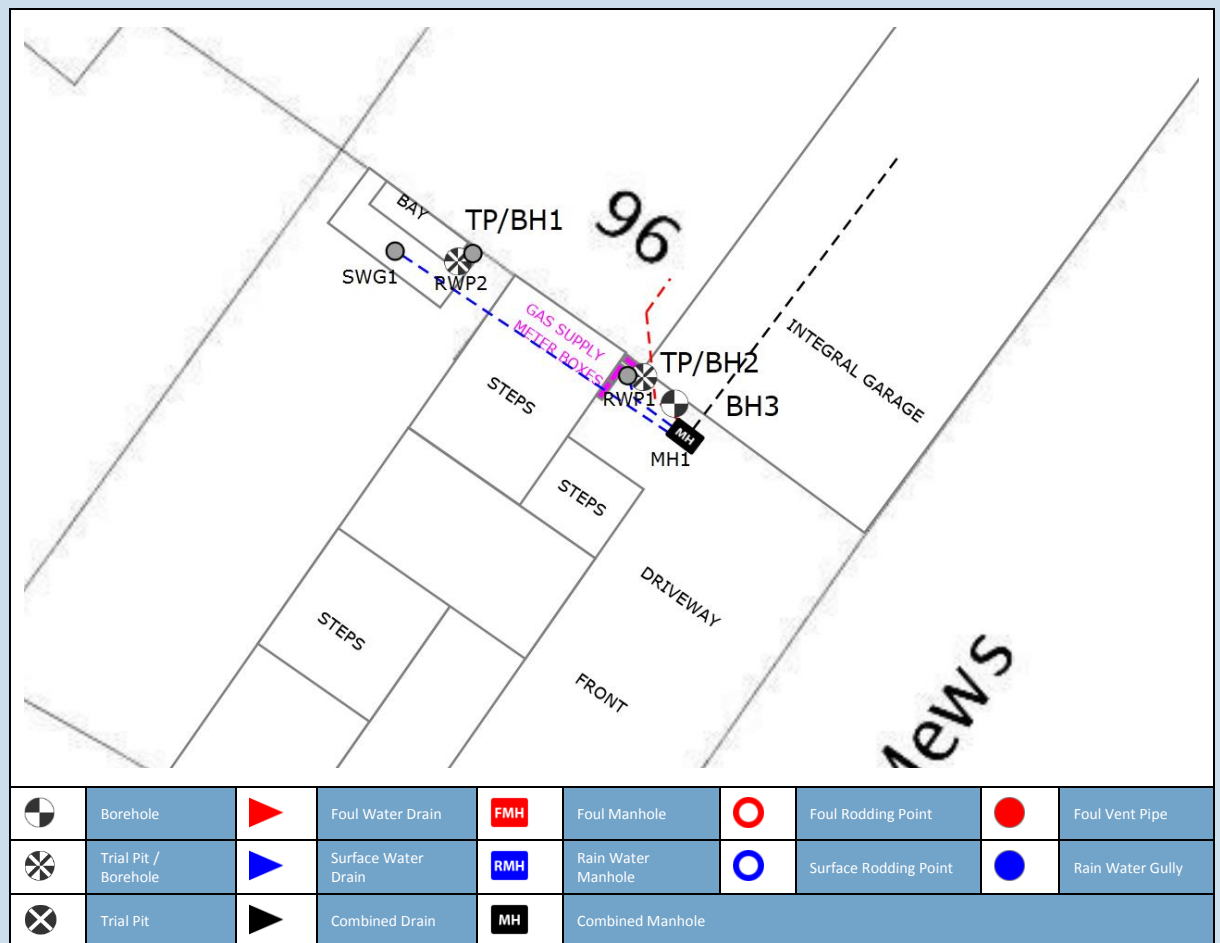 96
BAY
TP/BH1
SWG1
RWP2
GAS SUPPLY
METER BOXES
TP/BH2
INTEGRAL GARAGE
STEPS
RWP1
BH3
MH
MH1
STEPS
DRIVEWAY
STEPS
FRONT
Mews
Borehole
Foul Water Drain
FMH
Foul Manhole
Foul Rodding Point
Foul Vent Pipe
Trial Pit /
Borehole
Surface Water
Drain
RMH
Rain Water
Manhole
Surface Rodding Point
Rain Water Gully
Trial Pit
Combined Drain
MH
Combined Manhole